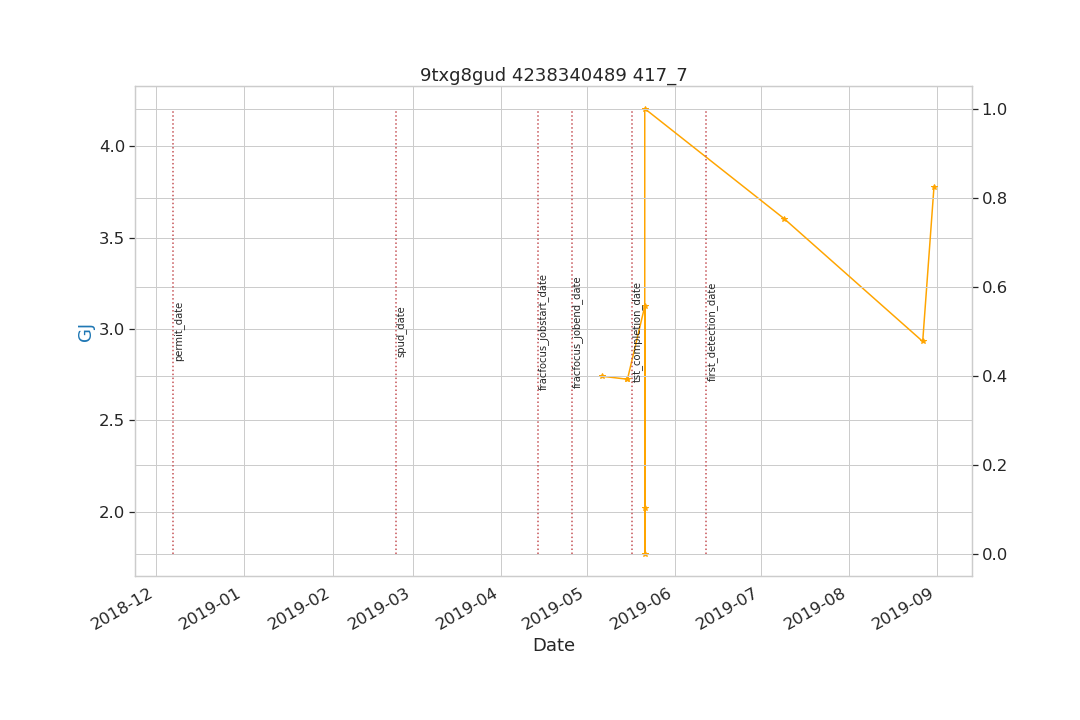 9txg8gud 4238340489 417_7
GJ
4.0
3.5
3.0
2.5
2.0
1.0
0.8
0.6
0.4
0.2
0.0
permit_date
spud_date
fracfocus_jobstart_date
fracfocus_jobend_date
tst_completion_date
first_detection_date
2018-12
2019-01
2019-02
2019-03
2019-04
2019-05
2019-06
2019-07
2019-08
2019-09
Date